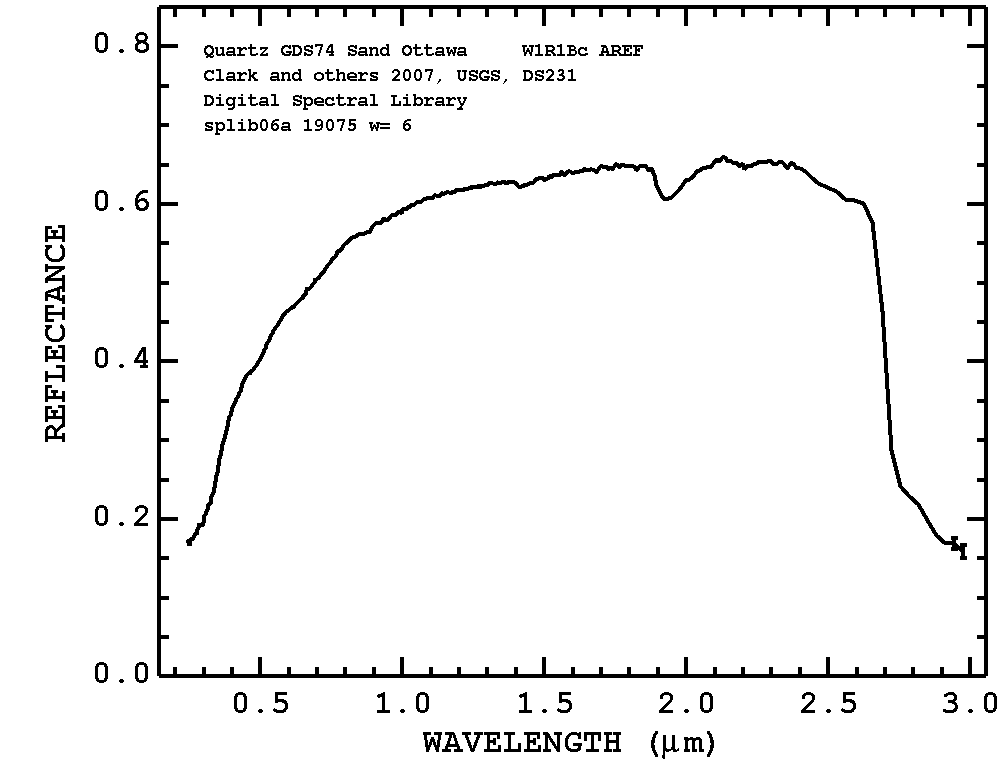 Quartz GDS74 Sand Ottawa W1R1Bc AREF
Clark and others 2007, USGS, DS231
Digital Spectral Library
splib06a 19075 w= 6
0.8
0.6
0.4
0.2
0.0
REFLECTANCE
0.5 1.0 1.5 2.0 2.5 3.0
WAVELENGTH (μm)